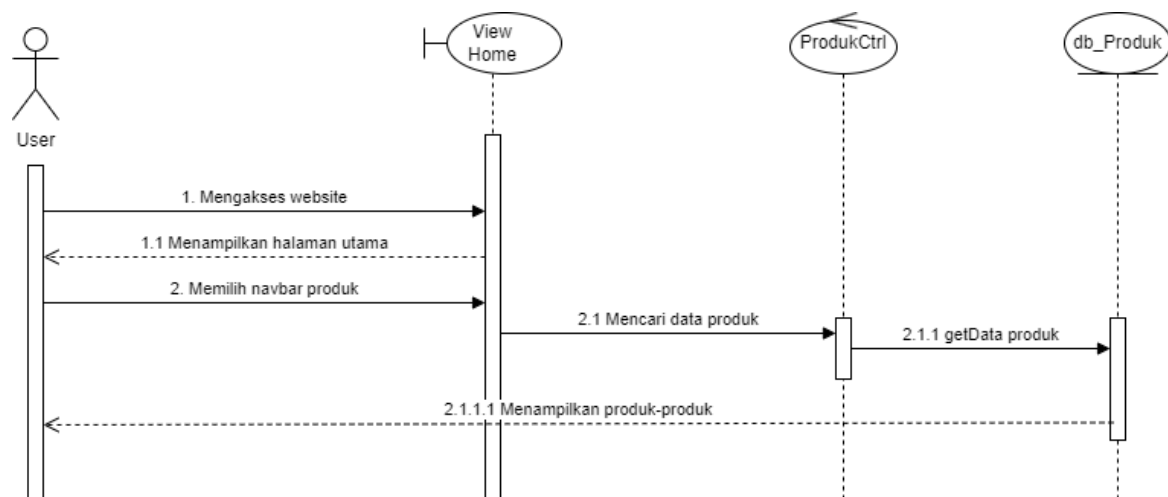 View
Home
ProdukCtrl
db_Produk
User
1. Mengakses website
1.1 Menampilkan halaman utama
2. Memilih navbar produk
2.1 Mencari data produk
2.1.1 getData produk
2.1.1.1 Menampilkan produk-produk